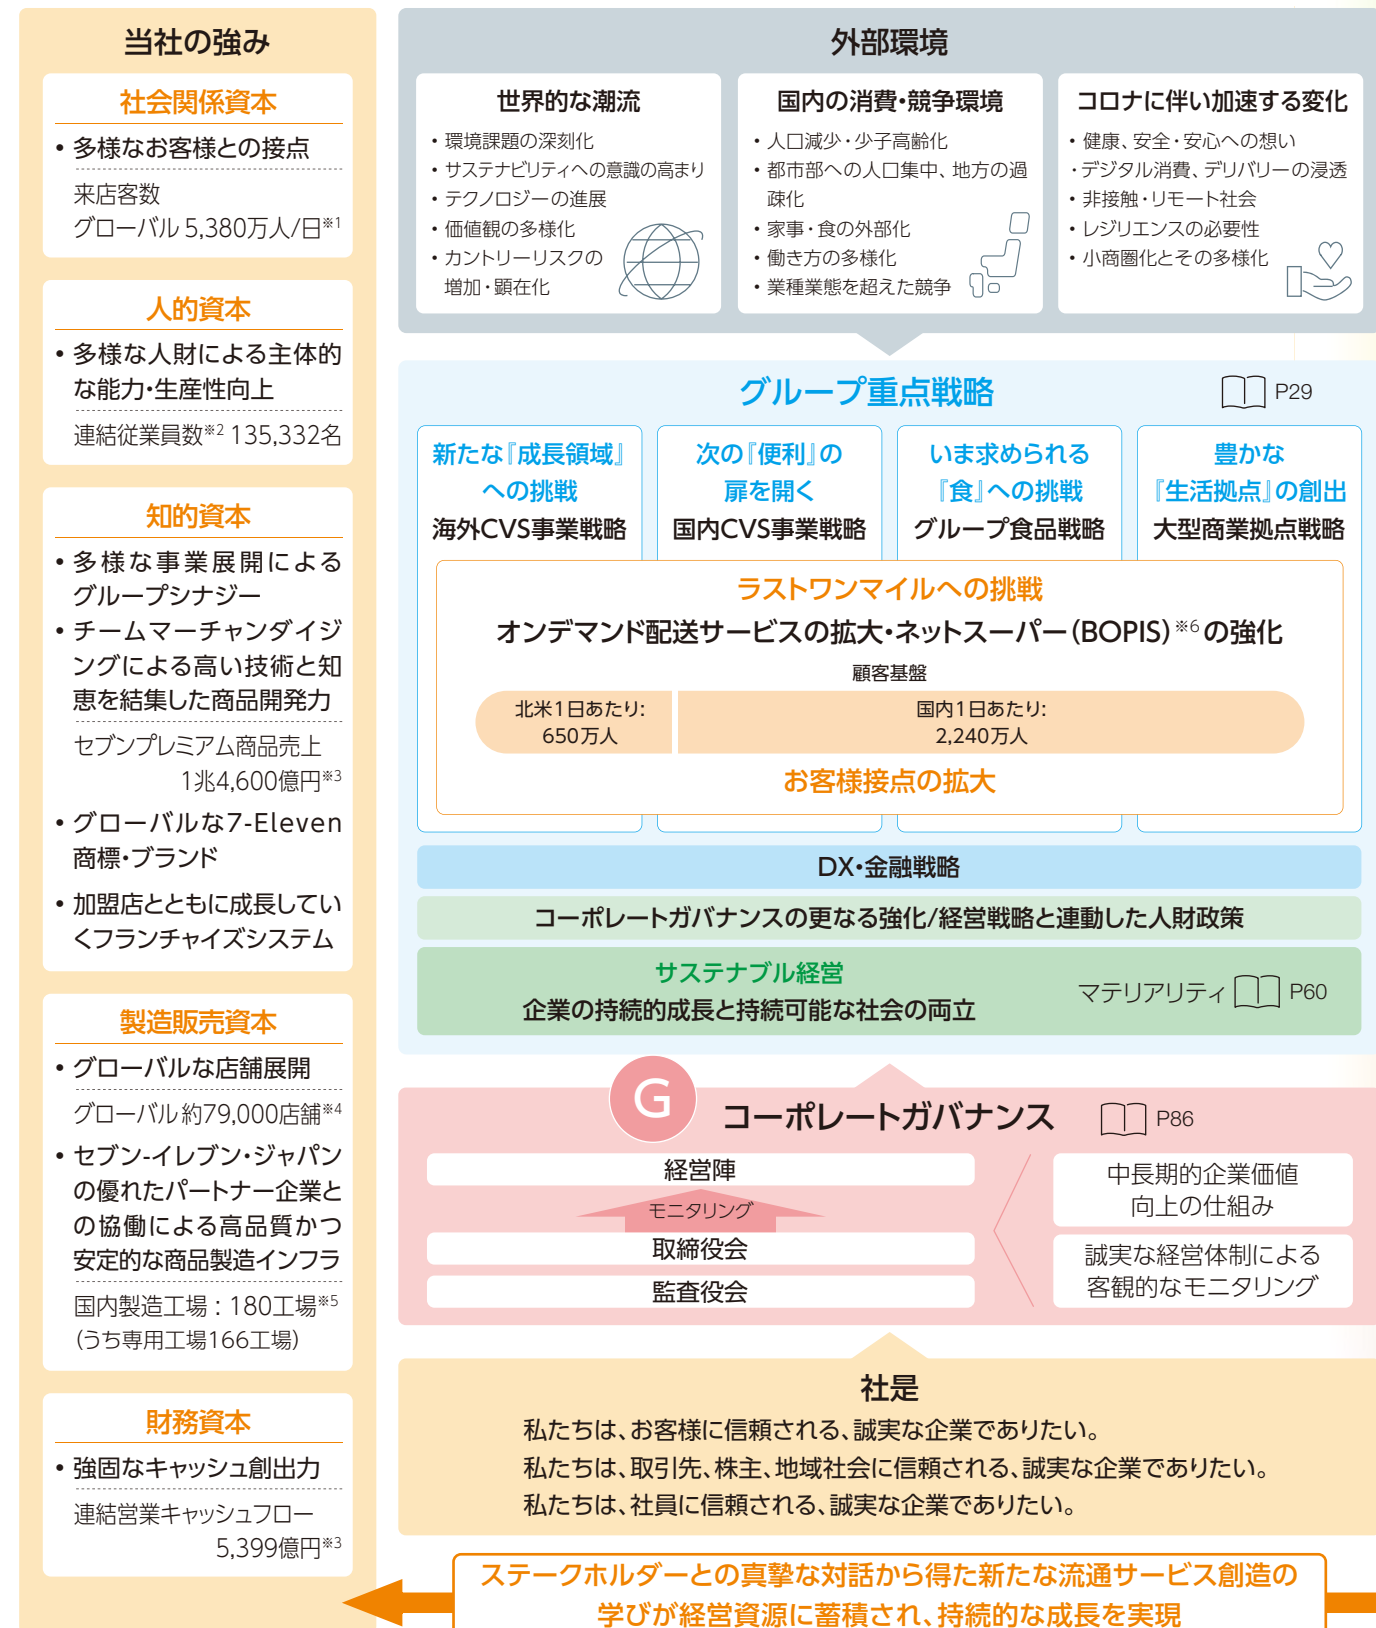 当社の強み
社会関係資本
• 多様なお客様との接点
来店客数
グローバル 5,380万人/日※1
人的資本
• 多様な人財による主体的
な能力・生産性向上
連結従業員数※2 135,332名
知的資本
• 多様な事業展開による
グループシナジー
• チームマーチャンダイジ
ングによる高い技術と知
恵を結集した商品開発力
セブンプレミアム商品売上
1兆4,600億円※3
• グローバルな7-Eleven
商標・ブランド
• 加盟店とともに成長してい
くフランチャイズシステム
製造販売資本
• グローバルな店舗展開
グローバル 約79,000店舗※4
• セブン-イレブン・ジャパン
の優れたパートナー企業と
の協働による高品質かつ
安定的な商品製造インフラ
国内製造工場：180工場※5
（うち専用工場166工場）
財務資本
• 強固なキャッシュ創出力
連結営業キャッシュフロー
5,399億円※3
外部環境
世界的な潮流
• 環境課題の深刻化
• サステナビリティへの意識の高まり
• テクノロジーの進展
• 価値観の多様化
• カントリーリスクの
増加・顕在化
国内の消費・競争環境
• 人口減少・少子高齢化
• 都市部への人口集中、地方の過
疎化
• 家事・食の外部化
• 働き方の多様化
• 業種業態を超えた競争
コロナに伴い加速する変化
• 健康、安全・安心への想い
・デジタル消費、デリバリーの浸透
• 非接触・リモート社会
• レジリエンスの必要性
• 小商圏化とその多様化
グループ重点戦略
P29
新たな『成長領域』
への挑戦
海外CVS事業戦略
次の『便利』の
扉を開く
国内CVS事業戦略
いま求められる
『食』への挑戦
グループ食品戦略
豊かな
『生活拠点』の創出
大型商業拠点戦略
ラストワンマイルへの挑戦
オンデマンド配送サービスの拡大・ネットスーパー（BOPIS）※6の強化
顧客基盤
北米1日あたり:
650万人
国内1日あたり:
2,240万人
お客様接点の拡大
DX・金融戦略
コーポレートガバナンスの更なる強化/経営戦略と連動した人財政策
サステナブル経営
企業の持続的成長と持続可能な社会の両立
マテリアリティ P60
G
コーポレートガバナンス
P86
経営陣
モニタリング
取締役会
監査役会
中長期的企業価値
向上の仕組み
誠実な経営体制による
客観的なモニタリング
社是
私たちは、お客様に信頼される、誠実な企業でありたい。
私たちは、取引先、株主、地域社会に信頼される、誠実な企業でありたい。
私たちは、社員に信頼される、誠実な企業でありたい。
ステークホルダーとの真摯な対話から得た新たな流通サービス創造の
学びが経営資源に蓄積され、持続的な成長を実現